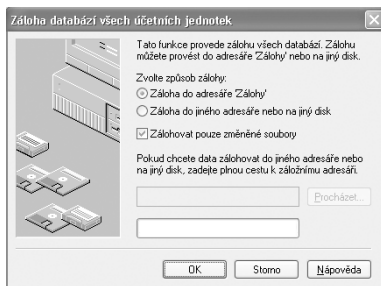 Záloha databází všech účetních jednotek
Tato funkce provede zálohu všech databází. Zálohu
můžete provést do adresáře 'Zálohy' nebo na jiný disk.
Zvolte způsob zálohy:
Záloha do adresáře 'Zálohy'
Záloha do jiného adresáře nebo na jiný disk
Zálohovat pouze změněné soubory
Pokud chcete data zálohovat do jiného adresáře nebo
na jiný disk, zadejte plnou cestu k záložnímu adresáři.
Procházet...
OK
Storno
Nápověda